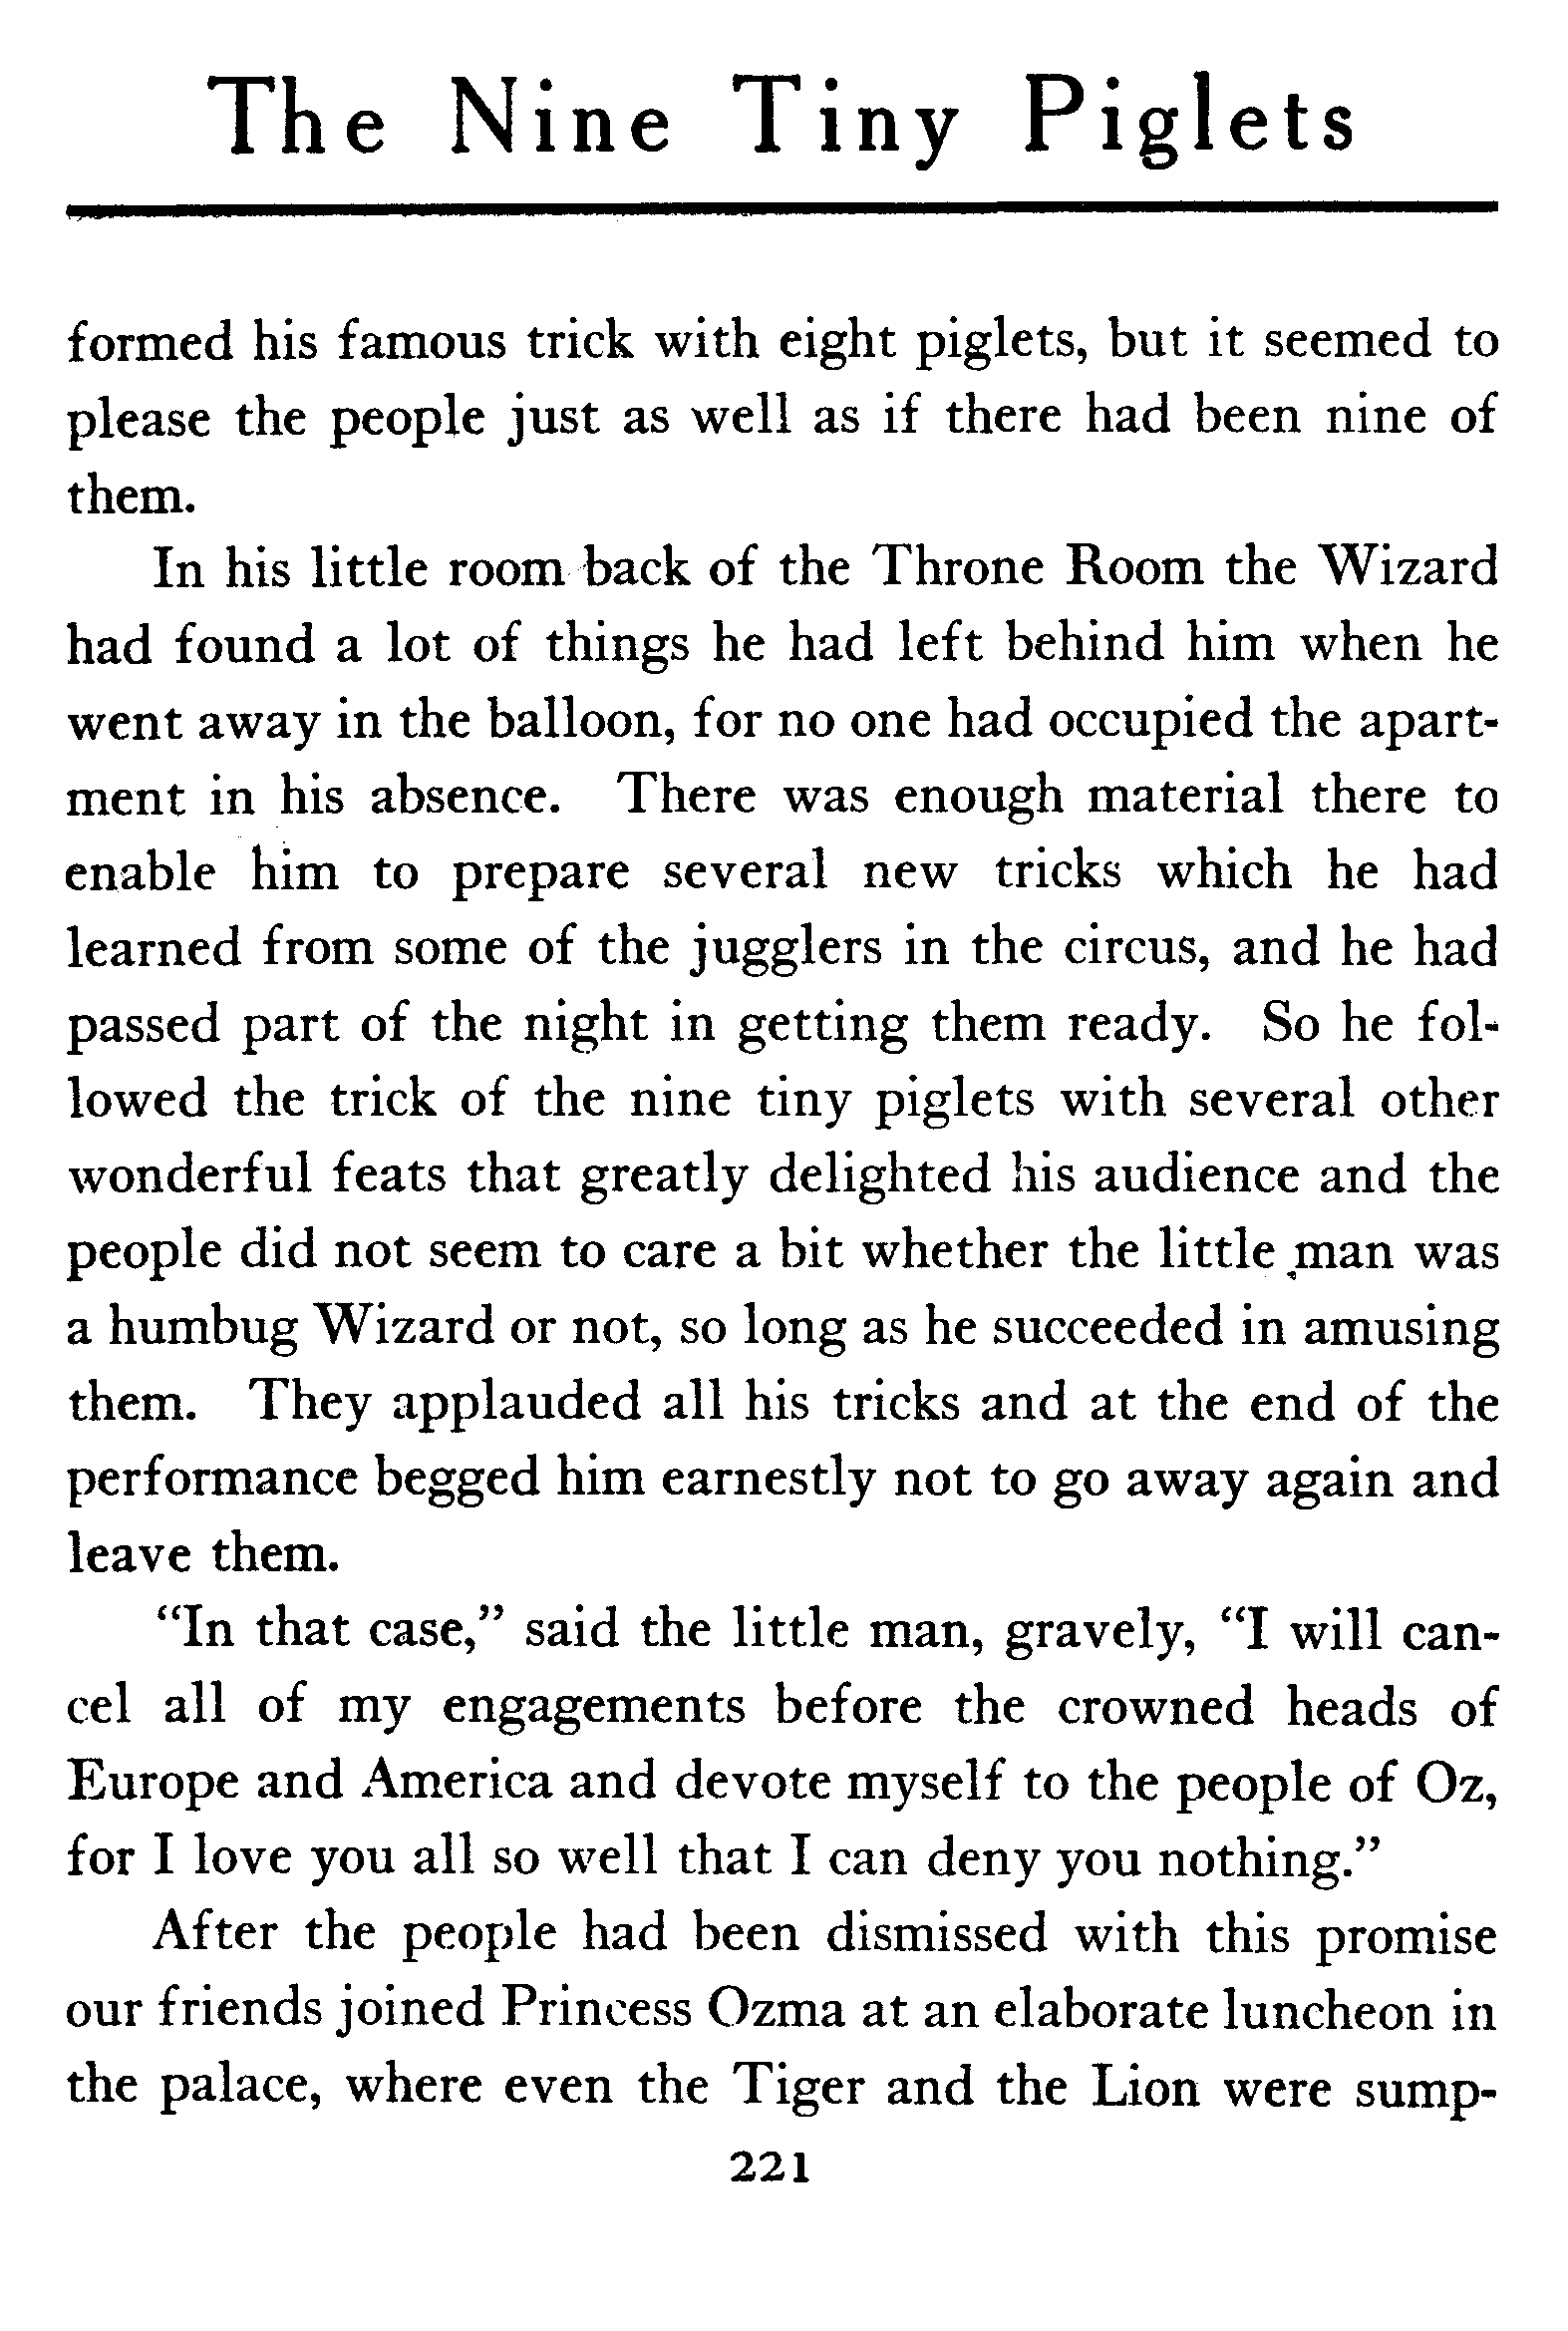 The Nine Tiny Piglets
formed his famous trick with eight piglets, but it seemed to
please the people just as well as if there had been nine of
them.
In his little room back of the Throne Room the Wizard
had found a lot of things he had left behind him when he
went away in the balloon, for no one had occupied the apart-
ment in his absence. There was enough material there to
enable him to prepare several new tricks which he had
learned from some of the jugglers in the circus, and he had
passed part of the night in getting them ready. So he fol-
lowed the trick of the nine tiny piglets with several other
wonderful feats that greatly delighted his audience and the
people did not seem to care a bit whether the little man was
a humbug Wizard or not, so long as he succeeded in amusing
them. They applauded all his tricks and at the end of the
performance begged him earnestly not to go away again and
leave them.
“In that case,” said the little man, gravely, “I will can-
cel all of my engagements before the crowned heads of
Europe and America and devote myself to the people of Oz,
for I love you all so well that I can deny you nothing.”
After the people had been dismissed with this promise
our friends joined Princess Ozma at an elaborate luncheon in
the palace, where even the Tiger and the Lion were sump-
221